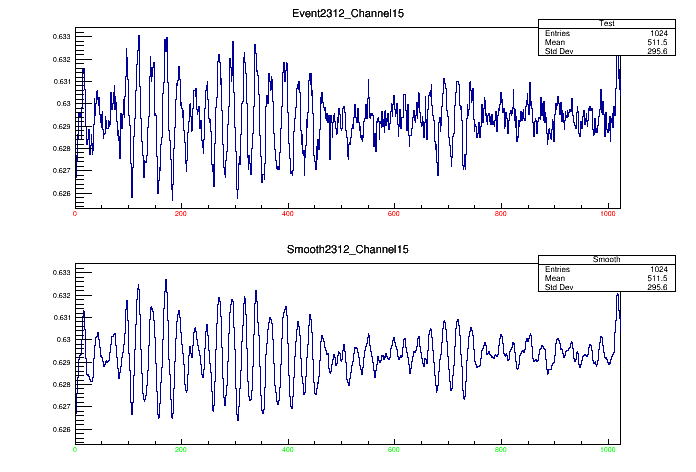 Event2312_Channel15
Test
Entries 1024
Mean 511.5
Std Dev 295.6
0.633
0.632
0.631
0.63
0.629
0.628
0.627
0.626
0 200 400 600 800 1000
Smooth2312_Channel15
Smooth
Entries 1024
Mean 511.5
Std Dev 295.6
0.633
0.632
0.631
0.63
0.629
0.628
0.627
0.626
0 200 400 600 800 1000